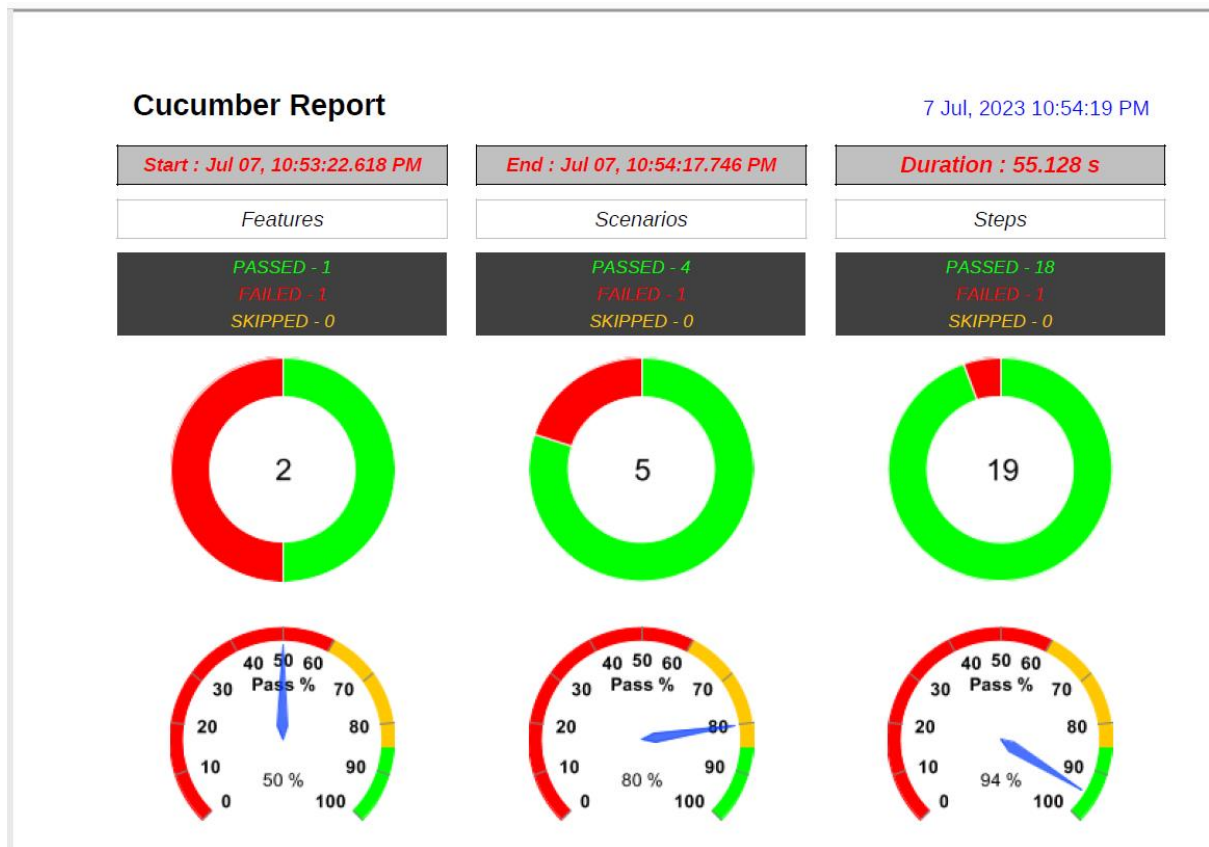 Cucumber Report
7 Jul, 2023 10:54:19 PM
Start : Jul 07, 10:53:22.618 PM
End : Jul 07, 10:54:17.746 PM
Duration : 55.128 s
Features
Scenarios
Steps
PASSED - 1
FAILED - 1
SKIPPED - 0
PASSED - 4
FAILED - 1
SKIPPED - 0
PASSED - 18
FAILED - 1
SKIPPED - 0
2
5
19
40 50 60
Pass %
30 70
20 80
10 90
50 %
0 100
40 50 60
Pass %
30 70
20 80
10 90
80 %
0 100
40 50 60
Pass %
30 70
20 80
10 90
94 %
0 100